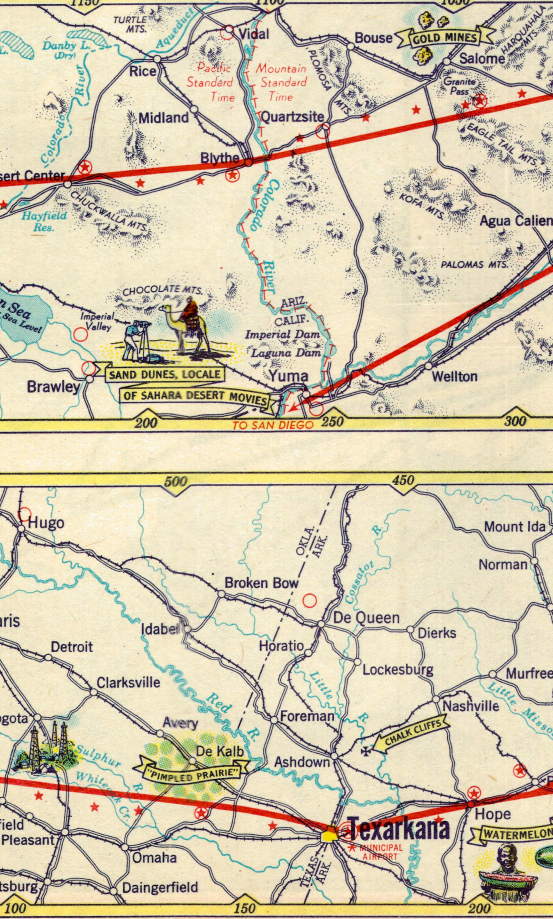 1150
1100
1050
TURTLE
MTS.
Aqueduct
Vidal
Bouse
GOLD MINES
HARQUAHALA
MTS.
Danby L.
(Dry)
Rice
Salome
Pacific
Standard
Time
Mountain
Standard
Time
PLOMOSA MTS.
Granite
Pass
Colorado
River
Midland
Quartzsite
EAGLE TAIL MTS.
Blythe
sert Center
CHUCKWALLA MTS.
Hayfield
Res.
Colorado
River
KOFA MTS.
Agua Calien
PALOMAS MTS.
CHOCOLATE MTS.
n Sea
Sea Level
Imperial
Valley
ARIZ.
CALIF.
Imperial Dam
Laguna Dam
Brawley
SAND DUNES, LOCALE
OF SAHARA DESERT MOVIES
Yuma
Wellton
TO SAN DIEGO
200
250
300
500
450
Hugo
OKLA.
ARK.
Mount Ida
Norman
Cossatot R.
Broken Bow
aris
Idabel
De Queen
Dierks
Detroit
Horatio
Lockesburg
Clarksville
Murfree
Red
R.
Little
R.
Little Misso
ogota
Avery
Foreman
Nashville
De Kalb
CHALK CLIFFS
Sulphur
R.
"PIMPLED PRAIRIE"
Ashdown
White Oak Cr.
Texarkana
MUNICIPAL
AIRPORT
Hope
field
Pleasant
Omaha
WATERMELON
TEXAS
ARK.
tsburg
Daingerfield
100
150
200